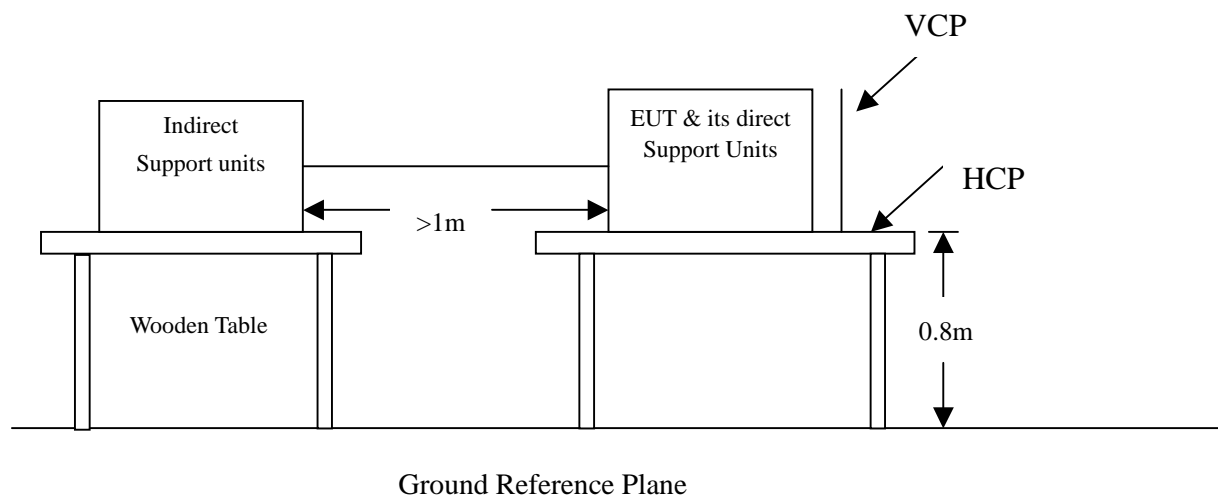 VCP
Indirect
Support units
EUT & its direct
Support Units
HCP
>1m
Wooden Table
0.8m
Ground Reference Plane